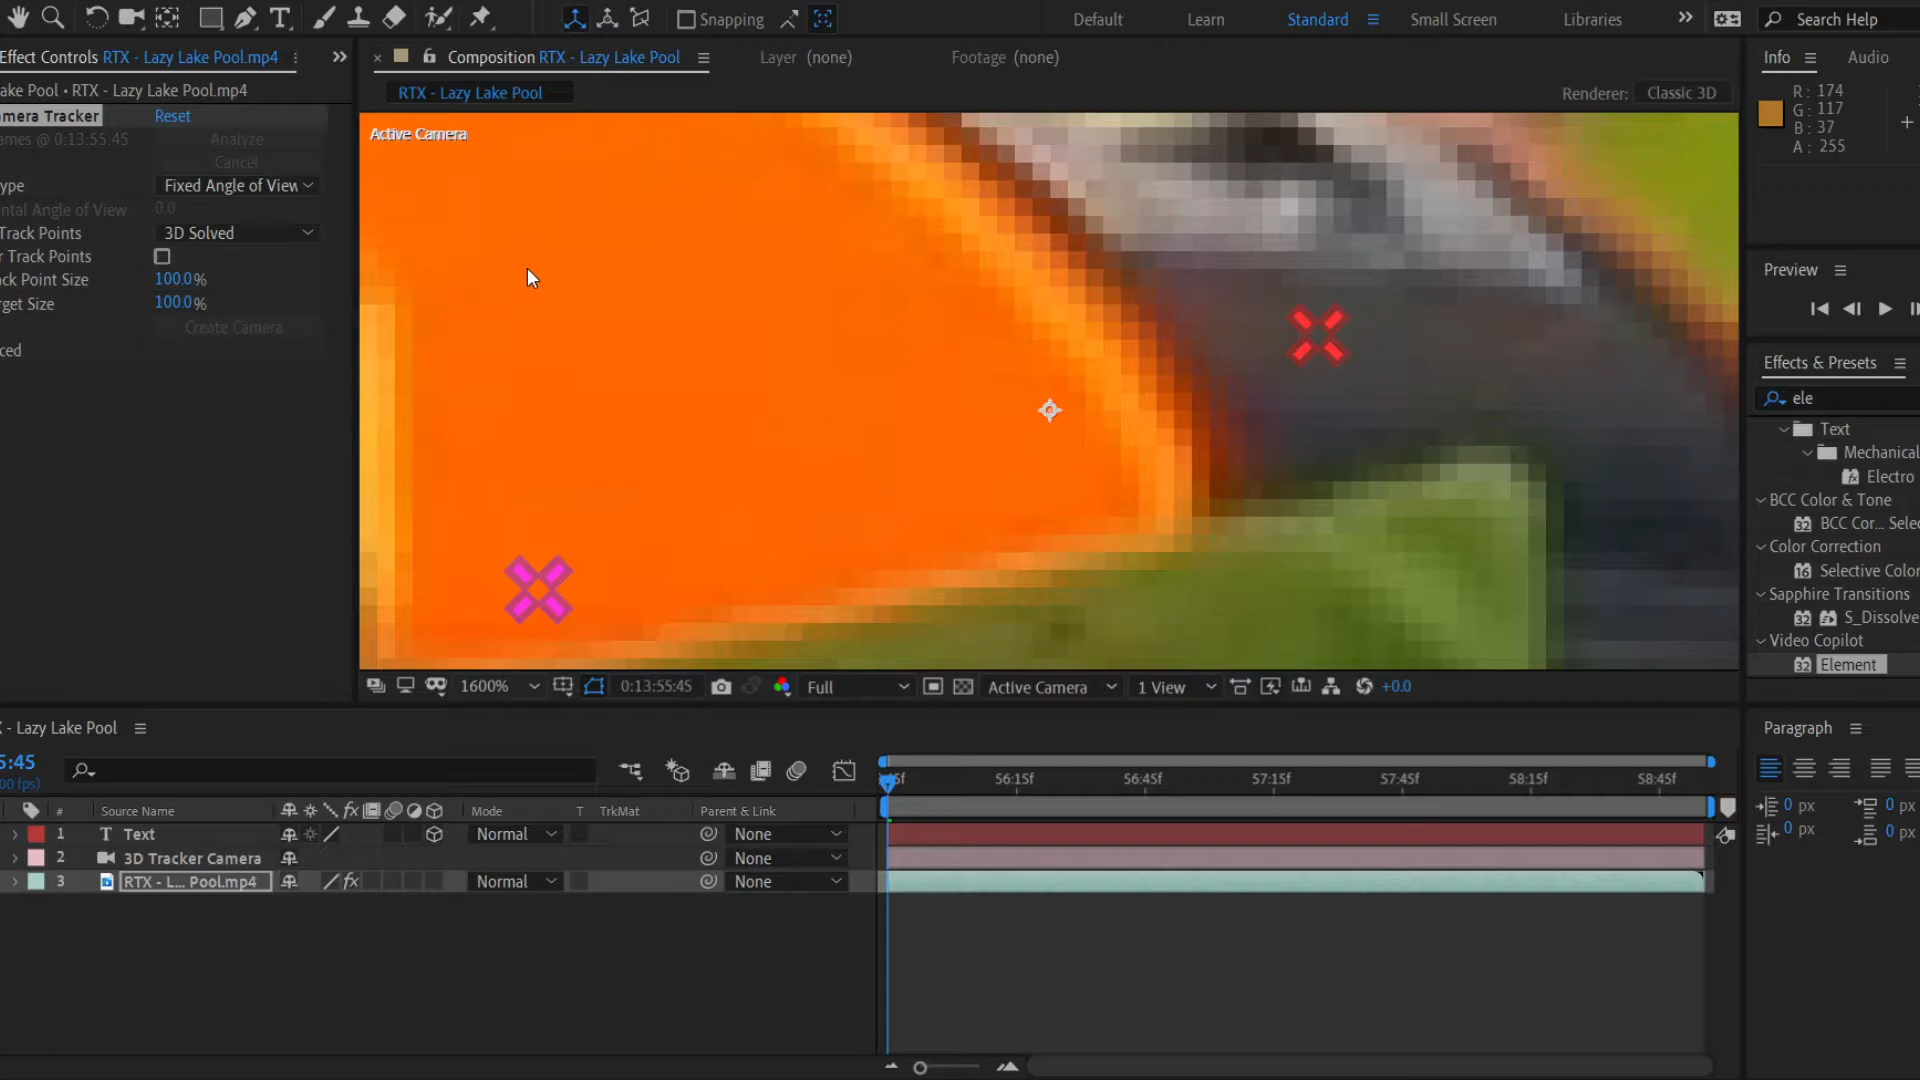 Snapping
Default
Learn
Standard
Small Screen
Libraries
Search Help
Effect Controls RTX - Lazy Lake Pool.mp4
ake Pool • RTX - Lazy Lake Pool.mp4
amera Tracker
Reset
ames @ 0:13:55:45
Analyze
Cancel
ype
Fixed Angle of View
ntal Angle of View
0.0
Track Points
3D Solved
r Track Points
ck Point Size
100.0%
rget Size
100.0%
Create Camera
ced
Composition RTX - Lazy Lake Pool
Layer (none)
Footage (none)
RTX - Lazy Lake Pool
Renderer:
Classic 3D
Active Camera
1600%
0:13:55:45
Full
Active Camera
1 View
+0.0
Info
Audio
R: 174
G: 117
B: 37
A: 255
Preview
Effects & Presets
ele
Text
Mechanical
Electro
BCC Color & Tone
BCC Cor... Sele
Color Correction
Selective Color
Sapphire Transitions
S_Dissolve
Video Copilot
Element
X - Lazy Lake Pool
5:45
00 fps)
56:15f
56:45f
57:15f
57:45f
58:15f
58:45f
#
Source Name
fx
Mode
T
TrkMat
Parent & Link
1
T Text
Normal
None
2
3D Tracker Camera
None
3
RTX - L... Pool.mp4
fx
Normal
None
Paragraph
0 px
0 px
0 px
0 px